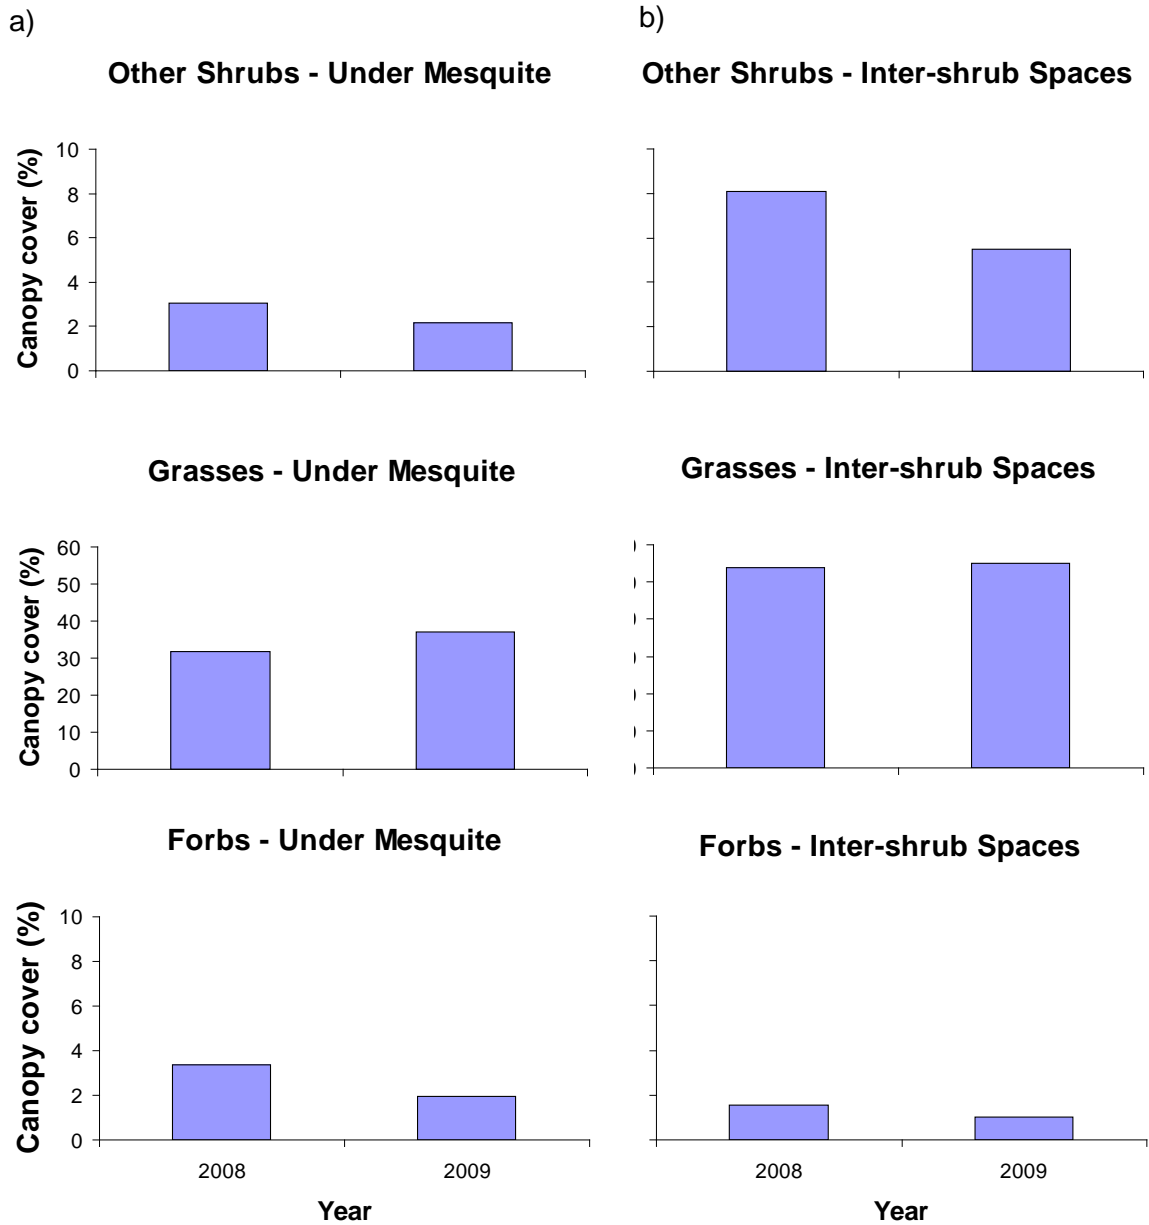 a)
b)
Other Shrubs - Under Mesquite
Other Shrubs - Inter-shrub Spaces
Canopy cover (%)
10
8
6
4
2
0
Grasses - Under Mesquite
Grasses - Inter-shrub Spaces
Canopy cover (%)
60
50
40
30
20
10
0
Forbs - Under Mesquite
Forbs - Inter-shrub Spaces
Canopy cover (%)
10
8
6
4
2
0
2008
2009
Year
2008
2009
Year